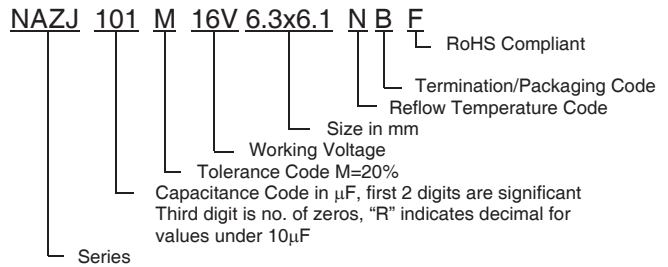 NAZJ 101 M 16V 6.3x6.1 N B F
RoHS Compliant
Termination/Packaging Code
Reflow Temperature Code
Size in mm
Working Voltage
Tolerance Code M=20%
Capacitance Code in μF, first 2 digits are significant
Third digit is no. of zeros, “R” indicates decimal for
values under 10μF
Series